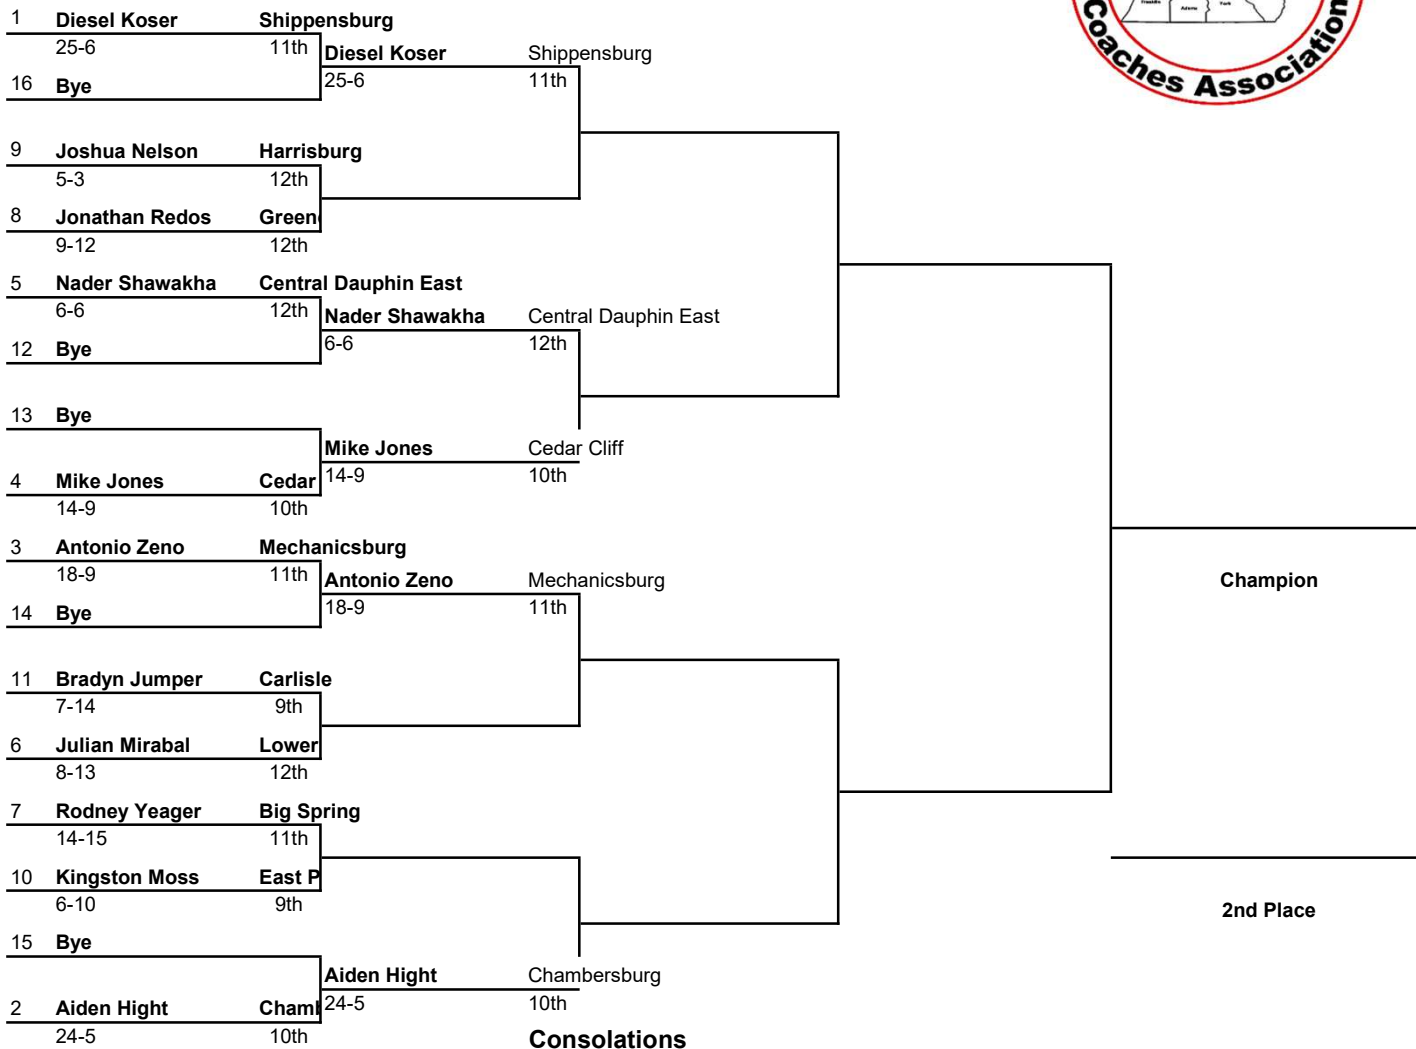 1 Diesel Koser Shippensburg
25-6 11th
Diesel Koser Shippensburg
25-6 11th
16 Bye
9 Joshua Nelson Harrisburg
5-3 12th
8 Jonathan Redos Green
9-12 12th
5 Nader Shawakha Central Dauphin East
6-6 12th
Nader Shawakha Central Dauphin East
6-6 12th
12 Bye
13 Bye
Mike Jones Cedar Cliff
14-9 10th
4 Mike Jones Cedar
14-9 10th
3 Antonio Zeno Mechanicsburg
18-9 11th
Antonio Zeno Mechanicsburg
18-9 11th
14 Bye
11 Bradyn Jumper Carlisle
7-14 9th
6 Julian Mirabal Lower
8-13 12th
7 Rodney Yeager Big Spring
14-15 11th
10 Kingston Moss East P
6-10 9th
15 Bye
Aiden Hight Chambersburg
24-5 10th
2 Aiden Hight Cham
24-5 10th
Consolations
Champion
2nd Place
Coaches Association
Franklin Adams York